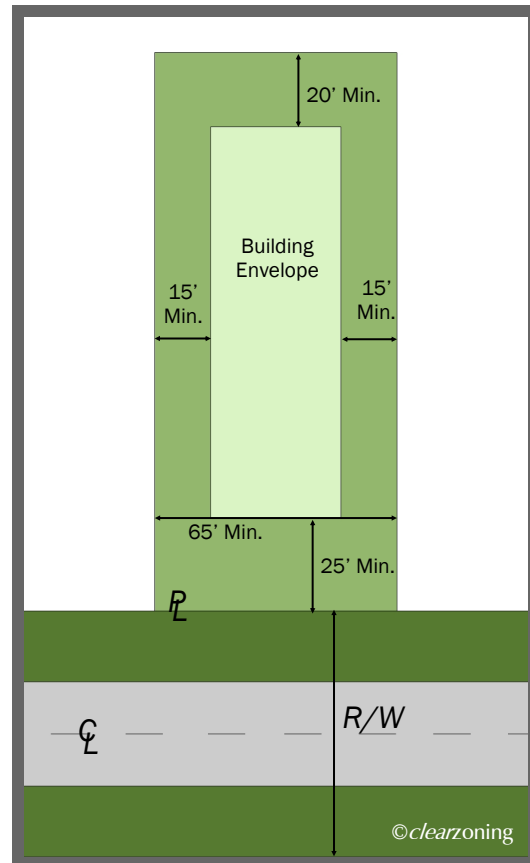 20' Min.
Building
Envelope
15'
Min.
15'
Min.
65' Min.
25' Min.
PL
R/W
CL
©clearzoning